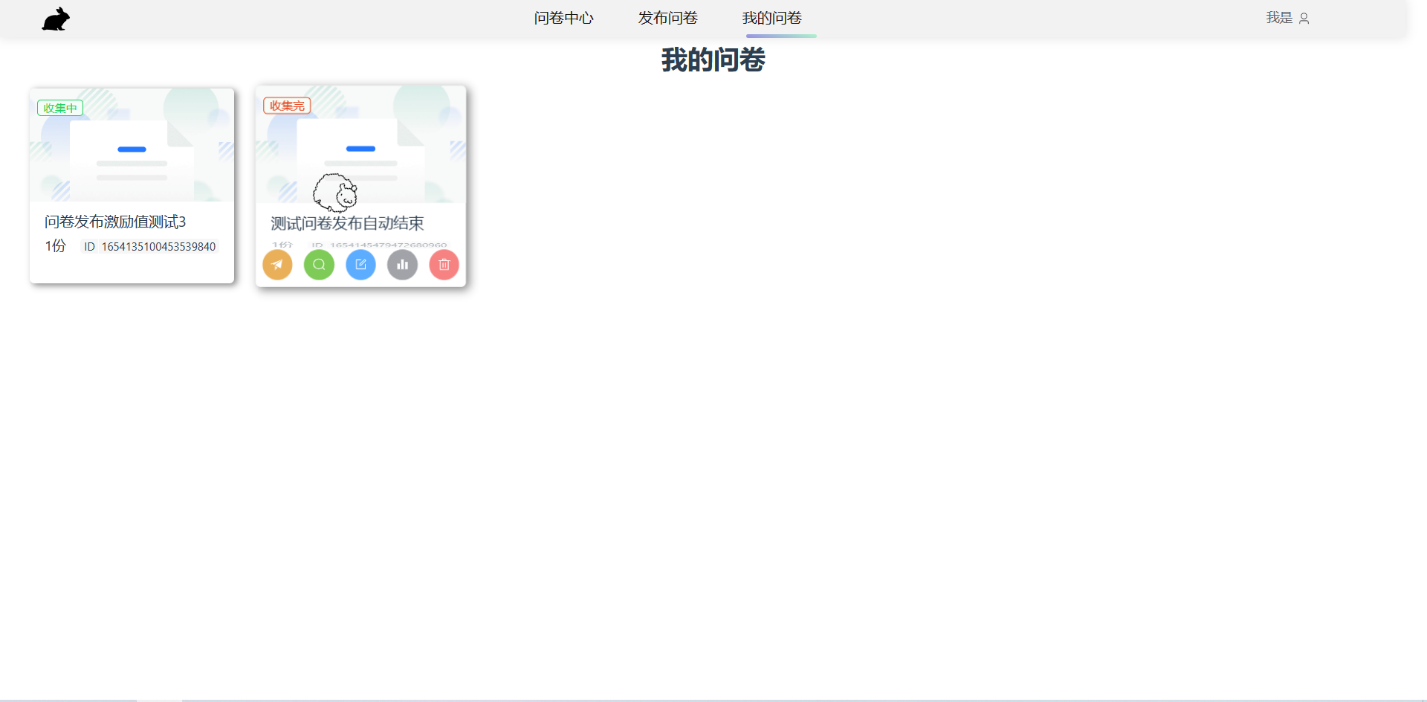 问卷中心
发布问卷
我的问卷
我是
我的问卷
收集中
问卷发布激励值测试3
1份 ID 1654135100453539840
收集完
测试问卷发布自动结束